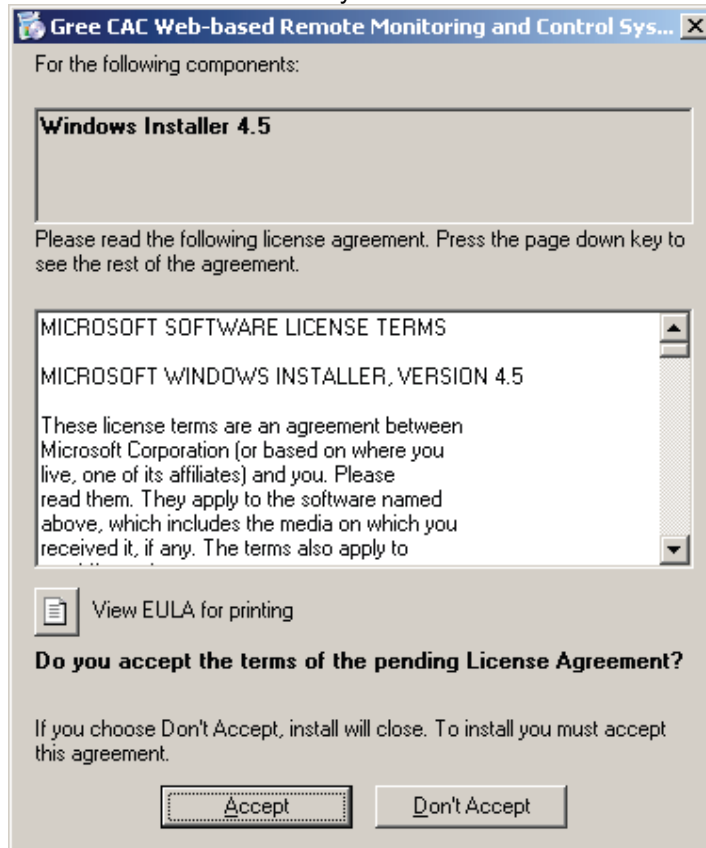 Gree CAC Web-based Remote Monitoring and Control Sys...
For the following components:
Windows Installer 4.5
Please read the following license agreement. Press the page down key to
see the rest of the agreement.
MICROSOFT SOFTWARE LICENSE TERMS
MICROSOFT WINDOWS INSTALLER, VERSION 4.5
These license terms are an agreement between
Microsoft Corporation (or based on where you
live, one of its affiliates) and you. Please
read them. They apply to the software named
above, which includes the media on which you
received it, if any. The terms also apply to
View EULA for printing
Do you accept the terms of the pending License Agreement?
If you choose Don't Accept, install will close. To install you must accept
this agreement.
Accept
Don't Accept